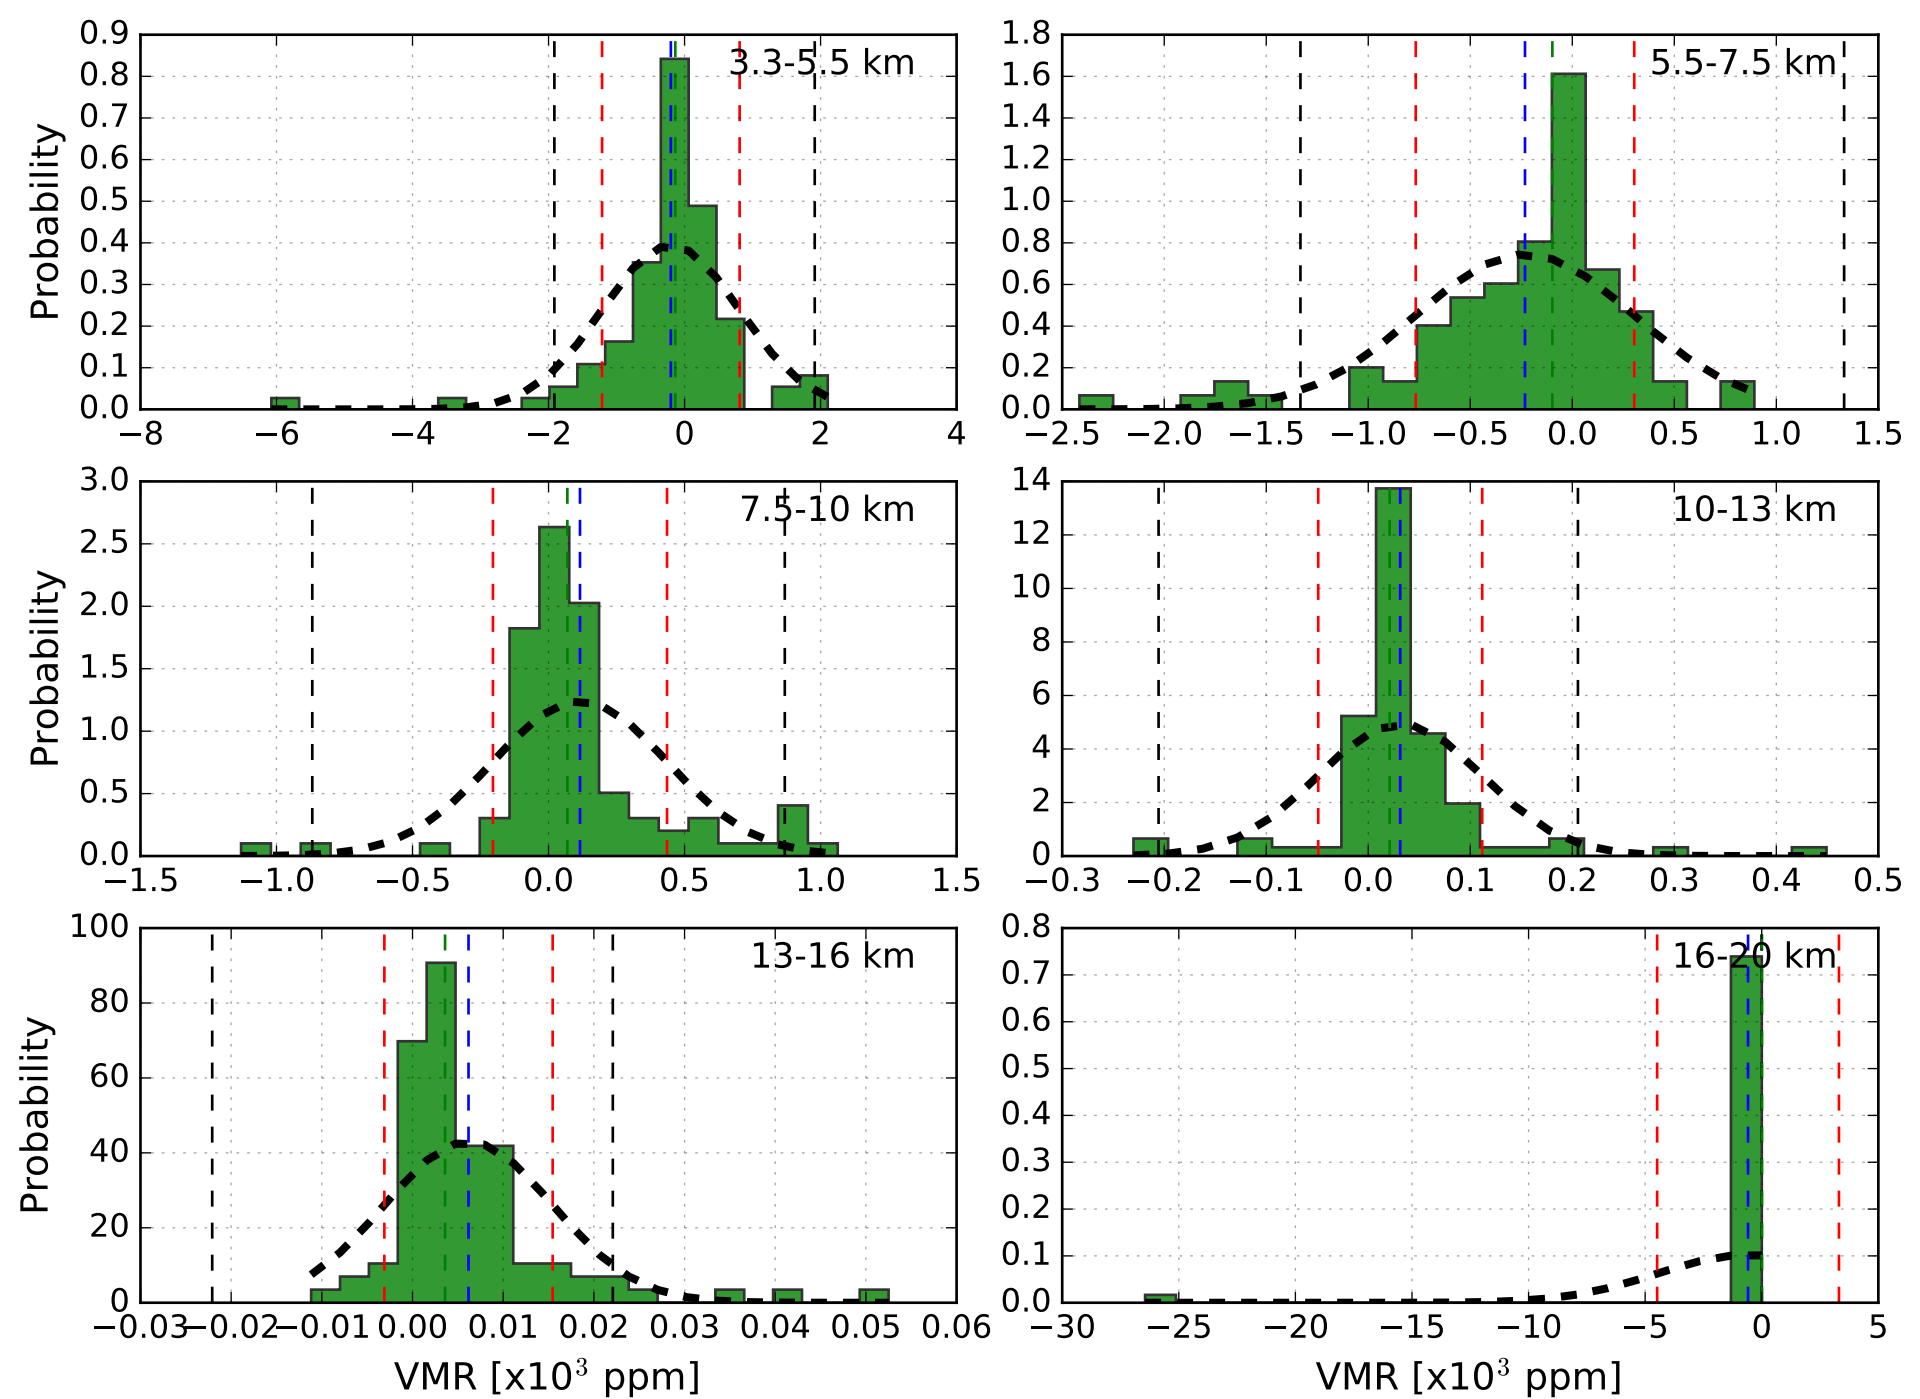 3.3-5.5 km
Probability
0.9
0.8
0.7
0.6
0.5
0.4
0.3
0.2
0.1
0.0
−8 −6 −4 −2 0 2 4
5.5-7.5 km
1.8
1.6
1.4
1.2
1.0
0.8
0.6
0.4
0.2
0.0
−2.5 −2.0 −1.5 −1.0 −0.5 0.0 0.5 1.0 1.5
7.5-10 km
Probability
3.0
2.5
2.0
1.5
1.0
0.5
0.0
−1.5 −1.0 −0.5 0.0 0.5 1.0 1.5
10-13 km
14
12
10
8
6
4
2
0
−0.3 −0.2 −0.1 0.0 0.1 0.2 0.3 0.4 0.5
13-16 km
Probability
100
80
60
40
20
0
−0.03 −0.02 −0.01 0.00 0.01 0.02 0.03 0.04 0.05 0.06
VMR [x10³ ppm]
16-20 km
0.8
0.7
0.6
0.5
0.4
0.3
0.2
0.1
0.0
−30 −25 −20 −15 −10 −5 0 5
VMR [x10³ ppm]